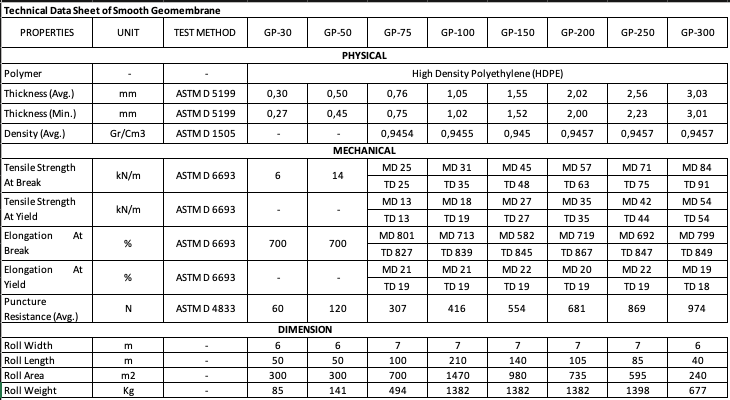 Technical Data Sheet of Smooth Geomembrane
PROPERTIES UNIT TEST METHOD GP-30 GP-50 GP-75 GP-100 GP-150 GP-200 GP-250 GP-300
PHYSICAL
Polymer - - High Density Polyethylene (HDPE)
Thickness (Avg.) mm ASTM D 5199 0,30 0,50 0,76 1,05 1,55 2,02 2,56 3,03
Thickness (Min.) mm ASTM D 5199 0,27 0,45 0,75 1,02 1,52 2,00 2,23 3,01
Density (Avg.) Gr/Cm3 ASTM D 1505 - - 0,9454 0,9455 0,945 0,9457 0,9457 0,9457
MECHANICAL
Tensile Strength At Break kN/m ASTM D 6693 6 14 MD 25 MD 31 MD 45 MD 57 MD 71 MD 84
TD 25 TD 35 TD 48 TD 63 TD 75 TD 91
Tensile Strength At Yield kN/m ASTM D 6693 - - MD 13 MD 18 MD 27 MD 35 MD 42 MD 54
TD 13 TD 19 TD 27 TD 35 TD 44 TD 54
Elongation At Break % ASTM D 6693 700 700 MD 801 MD 713 MD 582 MD 719 MD 692 MD 799
TD 827 TD 839 TD 845 TD 867 TD 847 TD 849
Elongation At Yield % ASTM D 6693 - - MD 21 MD 21 MD 22 MD 20 MD 22 MD 19
TD 19 TD 19 TD 19 TD 19 TD 19 TD 18
Puncture Resistance (Avg.) N ASTM D 4833 60 120 307 416 554 681 869 974
DIMENSION
Roll Width m - 6 6 7 7 7 7 7 6
Roll Length m - 50 50 100 210 140 105 85 40
Roll Area m2 - 300 300 700 1470 980 735 595 240
Roll Weight Kg - 85 141 494 1382 1382 1382 1398 677